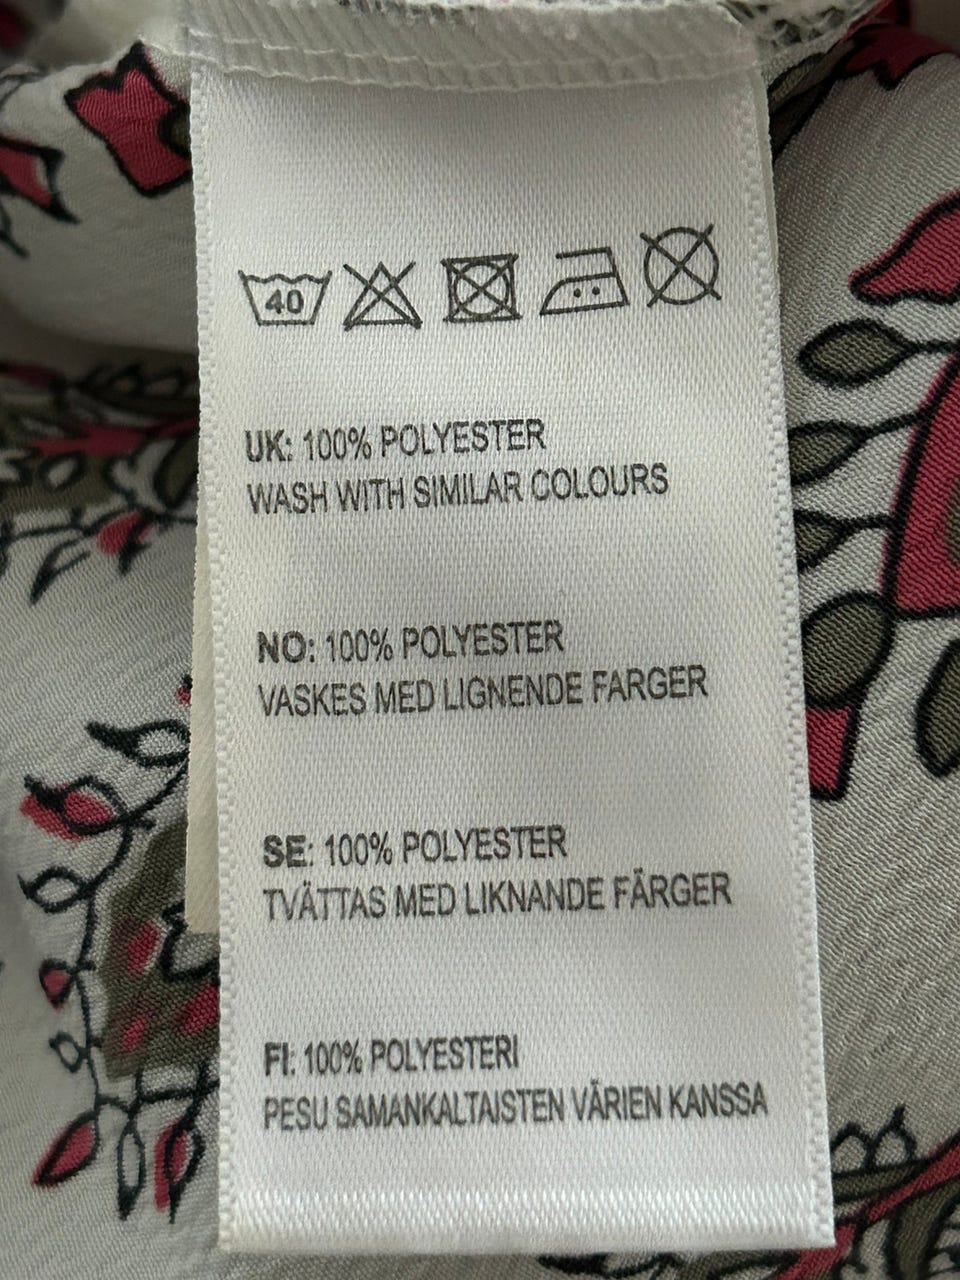 40
UK: 100% POLYESTER
WASH WITH SIMILAR COLOURS
NO: 100% POLYESTER
VASKES MED LIGNENDE FARGER
SE: 100% POLYESTER
TVÄTTAS MED LIKNANDE FÄRGER
FI: 100% POLYESTERI
PESU SAMANKALTAISTEN VÄRIEN KANSSA